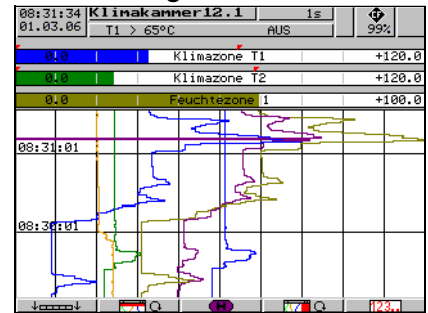 08:31:34 Klimakammer12.1 1s
01.03.06 T1 > 65°C AUS 99%
0.0 Klimazone T1 +120.0
0.0 Klimazone T2 +120.0
0.0 Feuchtezone 1 +100.0
08:31:01
08:30:01
H 123..